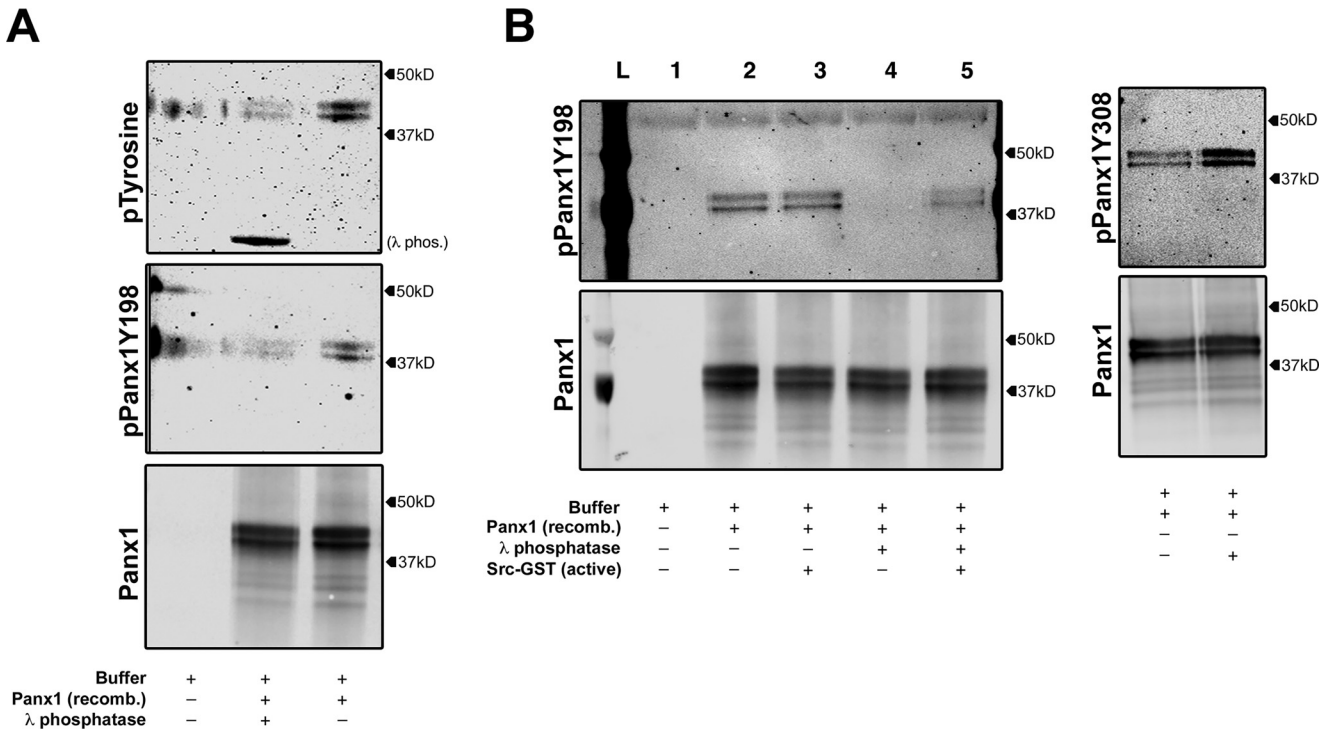 A
pTyrosine
50kD
37kD
(λ phos.)
pPanx1Y198
50kD
37kD
Panx1
50kD
37kD
Buffer + + +
Panx1 (recomb.) – + +
λ phosphatase – + –
B
L 1 2 3 4 5
pPanx1Y198
50kD
37kD
Panx1
50kD
37kD
Buffer + + + + +
Panx1 (recomb.) – + + + +
λ phosphatase – – – + +
Src-GST (active) – – + – +
pPanx1Y308
50kD
37kD
Panx1
50kD
37kD
+ +
+ +
– –
– +